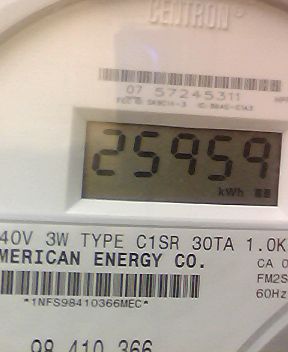 CENTRON®
07 57245311
25959
kWh
40V 3W TYPE C1SR 30TA 1.0K
MERICAN ENERGY CO.
CA 0
FM2S
60Hz
*1NFS98410366MEC*
98 410 366